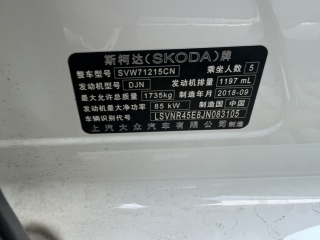 斯柯达(SKODA)牌
整车型号 SVW71215CN 乘坐人数 5
发动机型号 DJN 发动机排量 1197 mL
最大允许总质量 1735kg 制造年月 2018-09
发动机最大净功率 85 kW 制造国 中国
车辆识别代号 LSVNR45E8JN083105
上汽大众汽车有限公司 制造